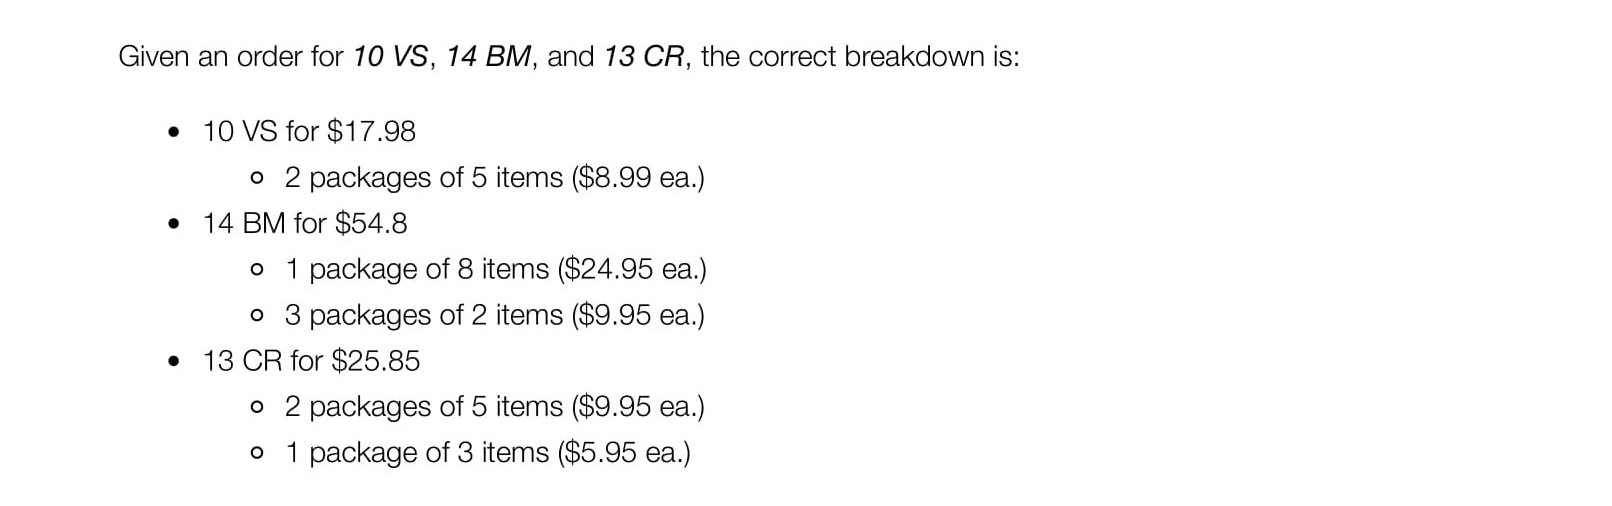 Given an order for 10 VS, 14 BM, and 13 CR, the correct breakdown is:
• 10 VS for $17.98
◦ 2 packages of 5 items ($8.99 ea.)
• 14 BM for $54.8
◦ 1 package of 8 items ($24.95 ea.)
◦ 3 packages of 2 items ($9.95 ea.)
• 13 CR for $25.85
◦ 2 packages of 5 items ($9.95 ea.)
◦ 1 package of 3 items ($5.95 ea.)